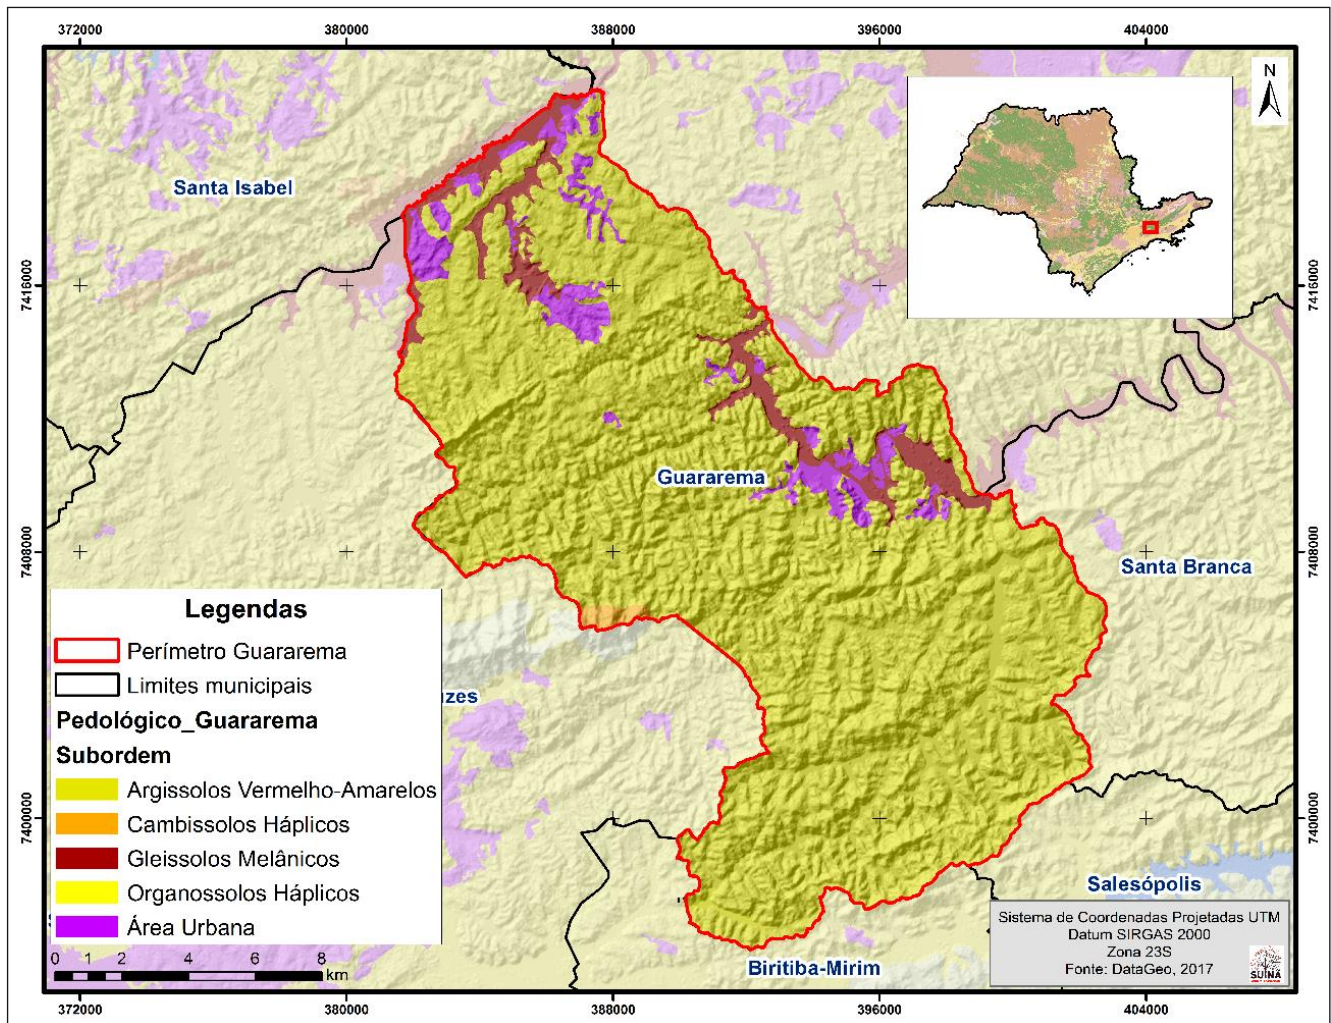 372000 380000 388000 396000 404000
N
Santa Isabel
7416000 7416000
Guararema
7408000 7408000
Santa Branca
Legendas
Perímetro Guararema
Limites municipais
Pedológico_Guararema
Subordem
Argissolos Vermelho-Amarelos
Cambissolos Háplicos
Gleissolos Melânicos
Organossolos Háplicos
Área Urbana
0 1 2 4 6 8 km
zes
7400000 7400000
Salesópolis
Biritiba-Mirim
Sistema de Coordenadas Projetadas UTM
Datum SIRGAS 2000
Zona 23S
Fonte: DataGeo, 2017
SUINÃ
372000 380000 388000 396000 404000